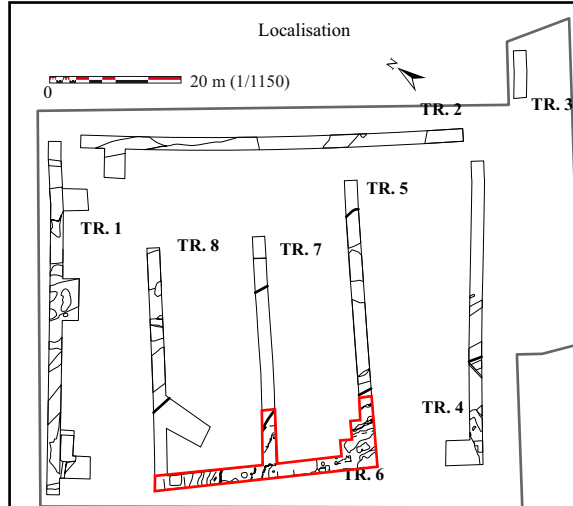 Localisation
N
20 m (1/1150)
0
TR. 2
TR. 3
TR. 5
TR. 1
TR. 8
TR. 7
TR. 4
TR. 6